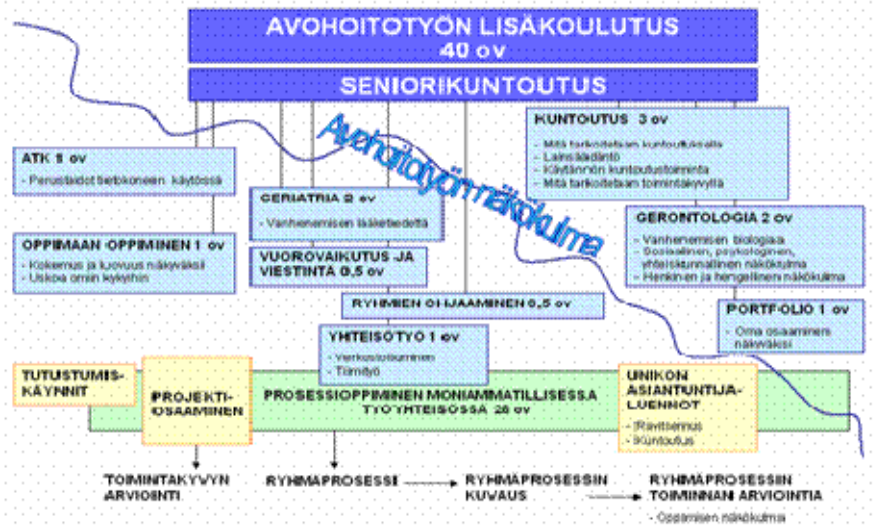 AVOHOITOTYÖN LISÄKOULUTUS
40 ov
SENIORIKUNTOUTUS
Avohoitotyön näkökulma
KUNTOUTUS 3 ov
- Mitä tarkoitetaan kuntoutuksella
- Lainsäädäntö
- Käytännön kuntoutustoiminta
- Mitä tarkoitetaan toimintakyvyllä
ATK 1 ov
- Perustaidot tietokoneen käytössä
GERIATRIA 2 ov
- Vanhenemisen lääketiedettä
GERONTOLOGIA 2 ov
- Vanhenemisen biologiaa
- Sosiaalinen, psykologinen,
yhteiskunnallinen näkökulma
- Henkinen ja hengellinen näkökulma
OPPIMAAN OPPIMINEN 1 ov
- Kokemus ja luovuus näkyväksi
- Uskoa omiin kykyihin
VUOROVAIKUTUS -JA
VIESTINTÄ 0,5 ov
RYHMIEN OHJAAMINEN 0,5 ov
PORTFOLIO 1 ov
- Oma osaaminen
näkyväksi
YHTEISÖTYÖ 1 ov
- Verkostoituminen
- Tiimityö
TUTUSTUMIS-
KÄYNNIT
PROJEKTI-
OSAAMINEN
PROSESSIOPPIMINEN MONIAMMATILLISESSA
TYÖYHTEISÖSSÄ 28 ov
UNIKON
ASIANTUNTIJA-
LUENNOT
- Ravitsemus
- Kuntoutus
TOIMINTAKYVYN
ARVIOINTI
RYHMÄPROSESSI
RYHMÄPROSESSIN
KUVAUS
RYHMÄPROSESSIN
TOIMINNAN ARVIOINTIA
- Oppimisen näkökulmia